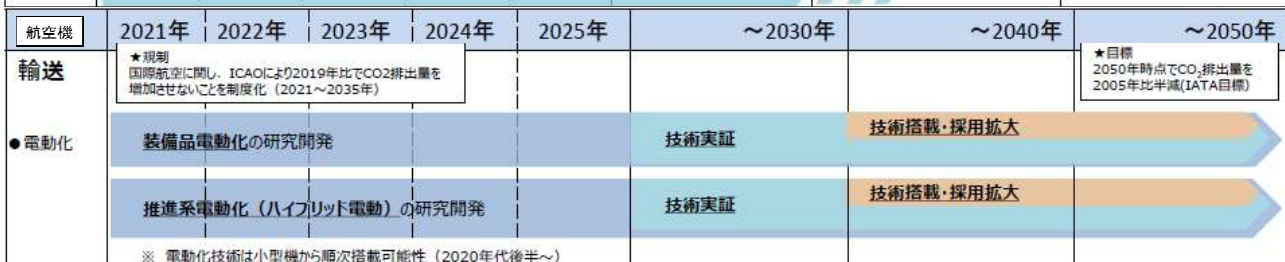 航空機 2021年 2022年 2023年 2024年 2025年 ～2030年 ～2040年 ～2050年
輸送
★規制
国際航空に関し、ICAOにより2019年比でCO2排出量を
増加させないことを制度化（2021～2035年）
★目標
2050年時点でCO₂排出量を
2005年比半減(IATA目標)
●電動化
装備品電動化の研究開発 技術実証 技術搭載・採用拡大
推進系電動化（ハイブリッド電動）の研究開発 技術実証 技術搭載・採用拡大
※ 電動化技術は小型機から順次搭載可能性（2020年代後半～）